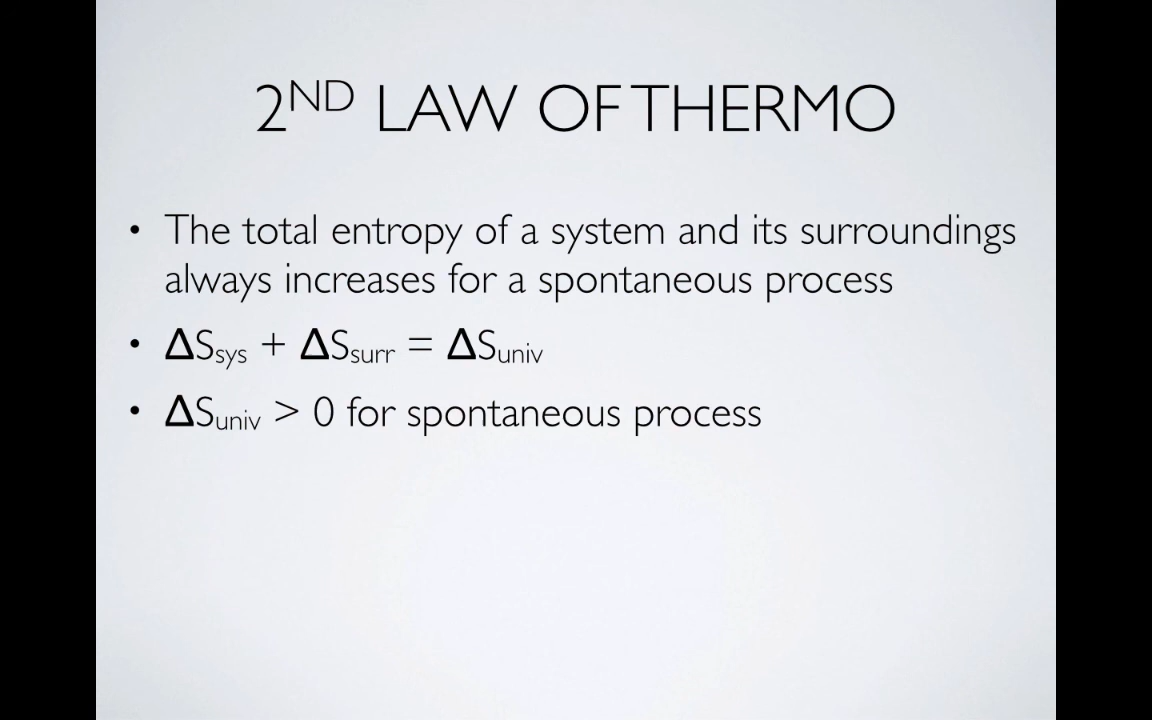 2ND LAW OF THERMO
• The total entropy of a system and its surroundings
always increases for a spontaneous process
• ΔSsys + ΔSsurr = ΔSuniv
• ΔSuniv > 0 for spontaneous process